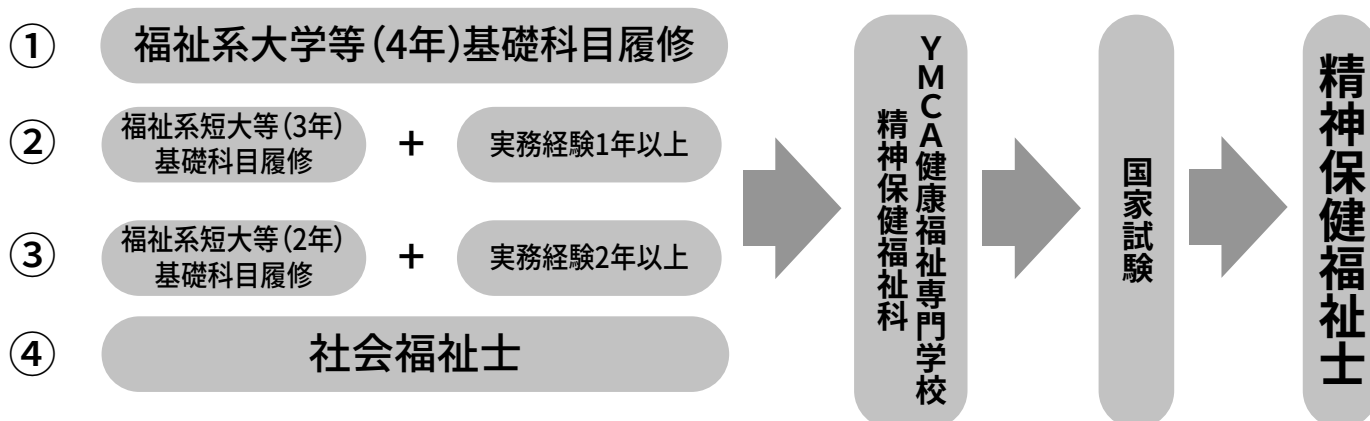 ①
福祉系大学等(4年)基礎科目履修
②
福祉系短大等(3年)
基礎科目履修
+
実務経験1年以上
③
福祉系短大等(2年)
基礎科目履修
+
実務経験2年以上
④
社会福祉士
YMCA健康福祉専門学校
精神保健福祉科
国家試験
精神保健福祉士